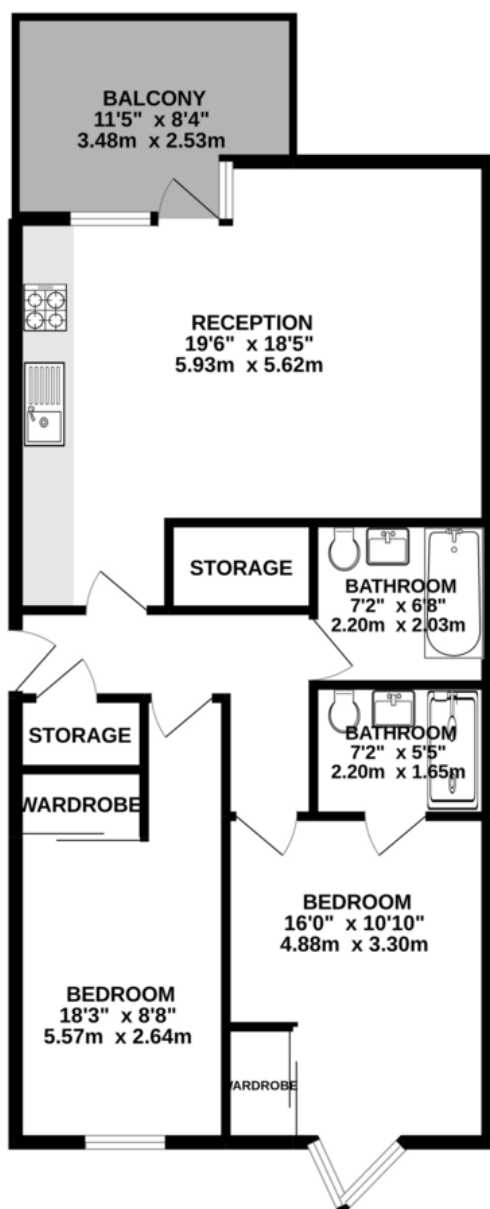 BALCONY
11'5" x 8'4"
3.48m x 2.53m
RECEPTION
19'6" x 18'5"
5.93m x 5.62m
STORAGE
BATHROOM
7'2" x 6'8"
2.20m x 2.03m
STORAGE
BATHROOM
7'2" x 5'5"
2.20m x 1.65m
WARDROBE
BEDROOM
16'0" x 10'10"
4.88m x 3.30m
BEDROOM
18'3" x 8'8"
5.57m x 2.64m
WARDROBE